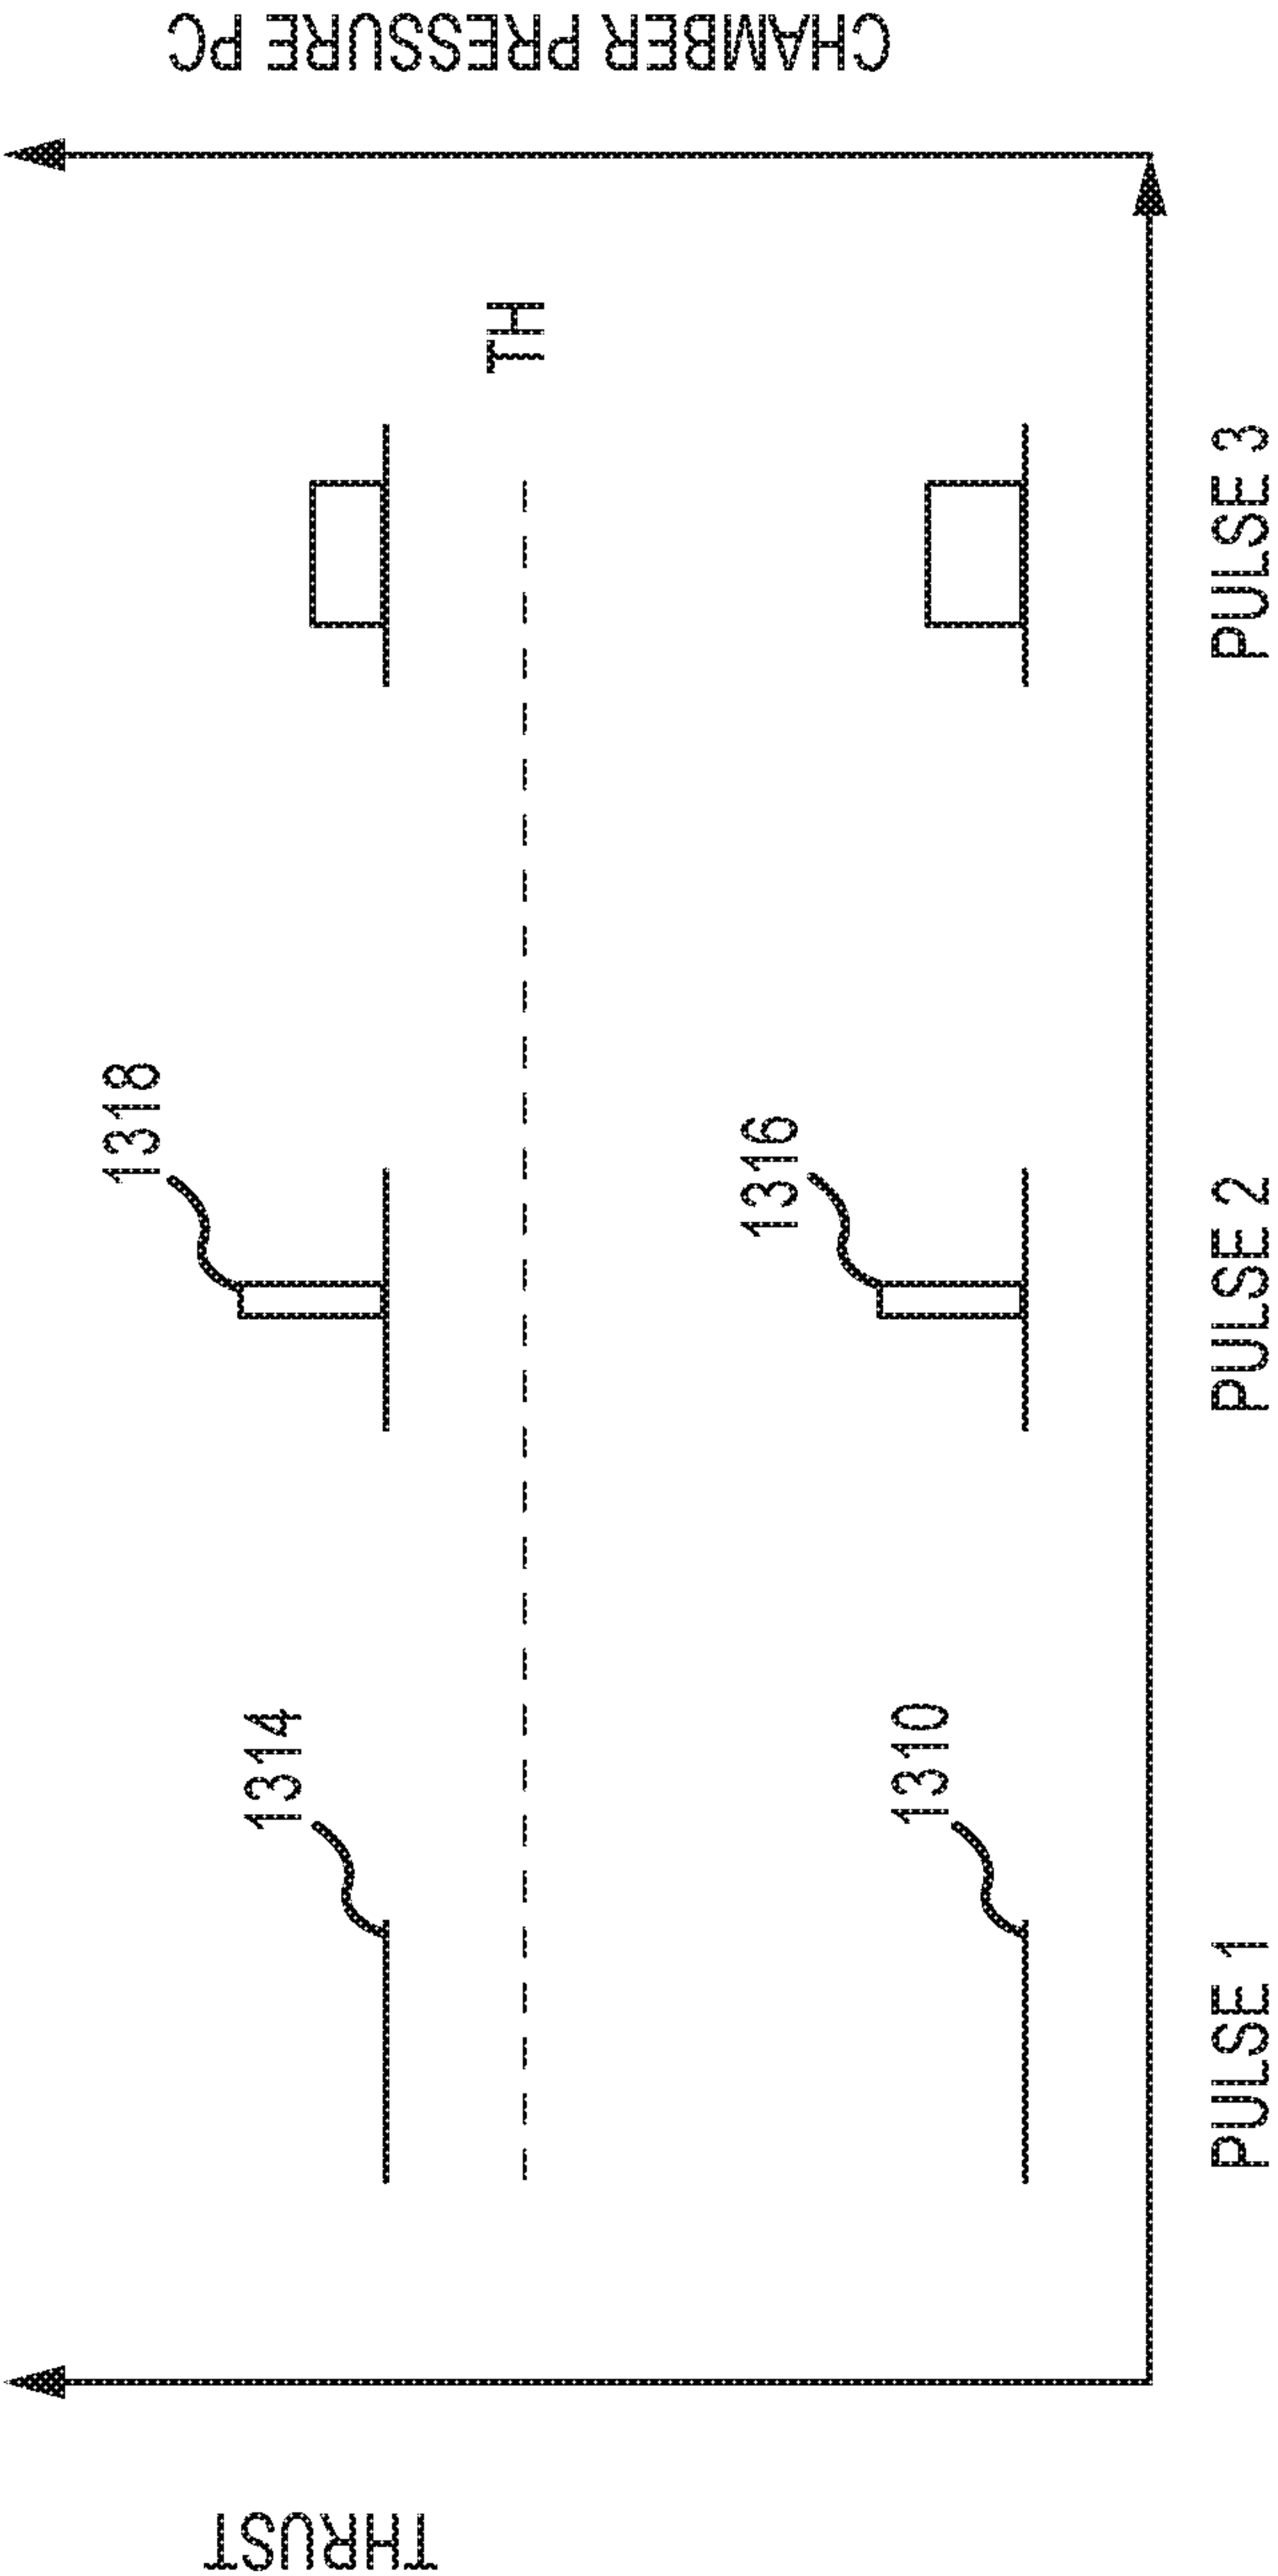 THRUST
CHAMBER PRESSURE PC
1314
1318
TH
1310
1316
PULSE 1
PULSE 2
PULSE 3